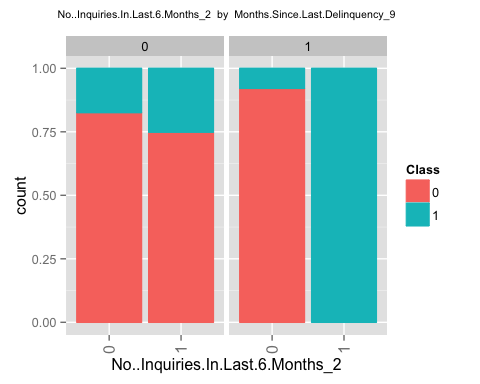 No..Inquiries.In.Last.6.Months_2 by Months.Since.Last.Delinquency_9
0 1
1.00
0.75
0.50
0.25
0.00
count
0 1 0 1
No..Inquiries.In.Last.6.Months_2
Class
0
1